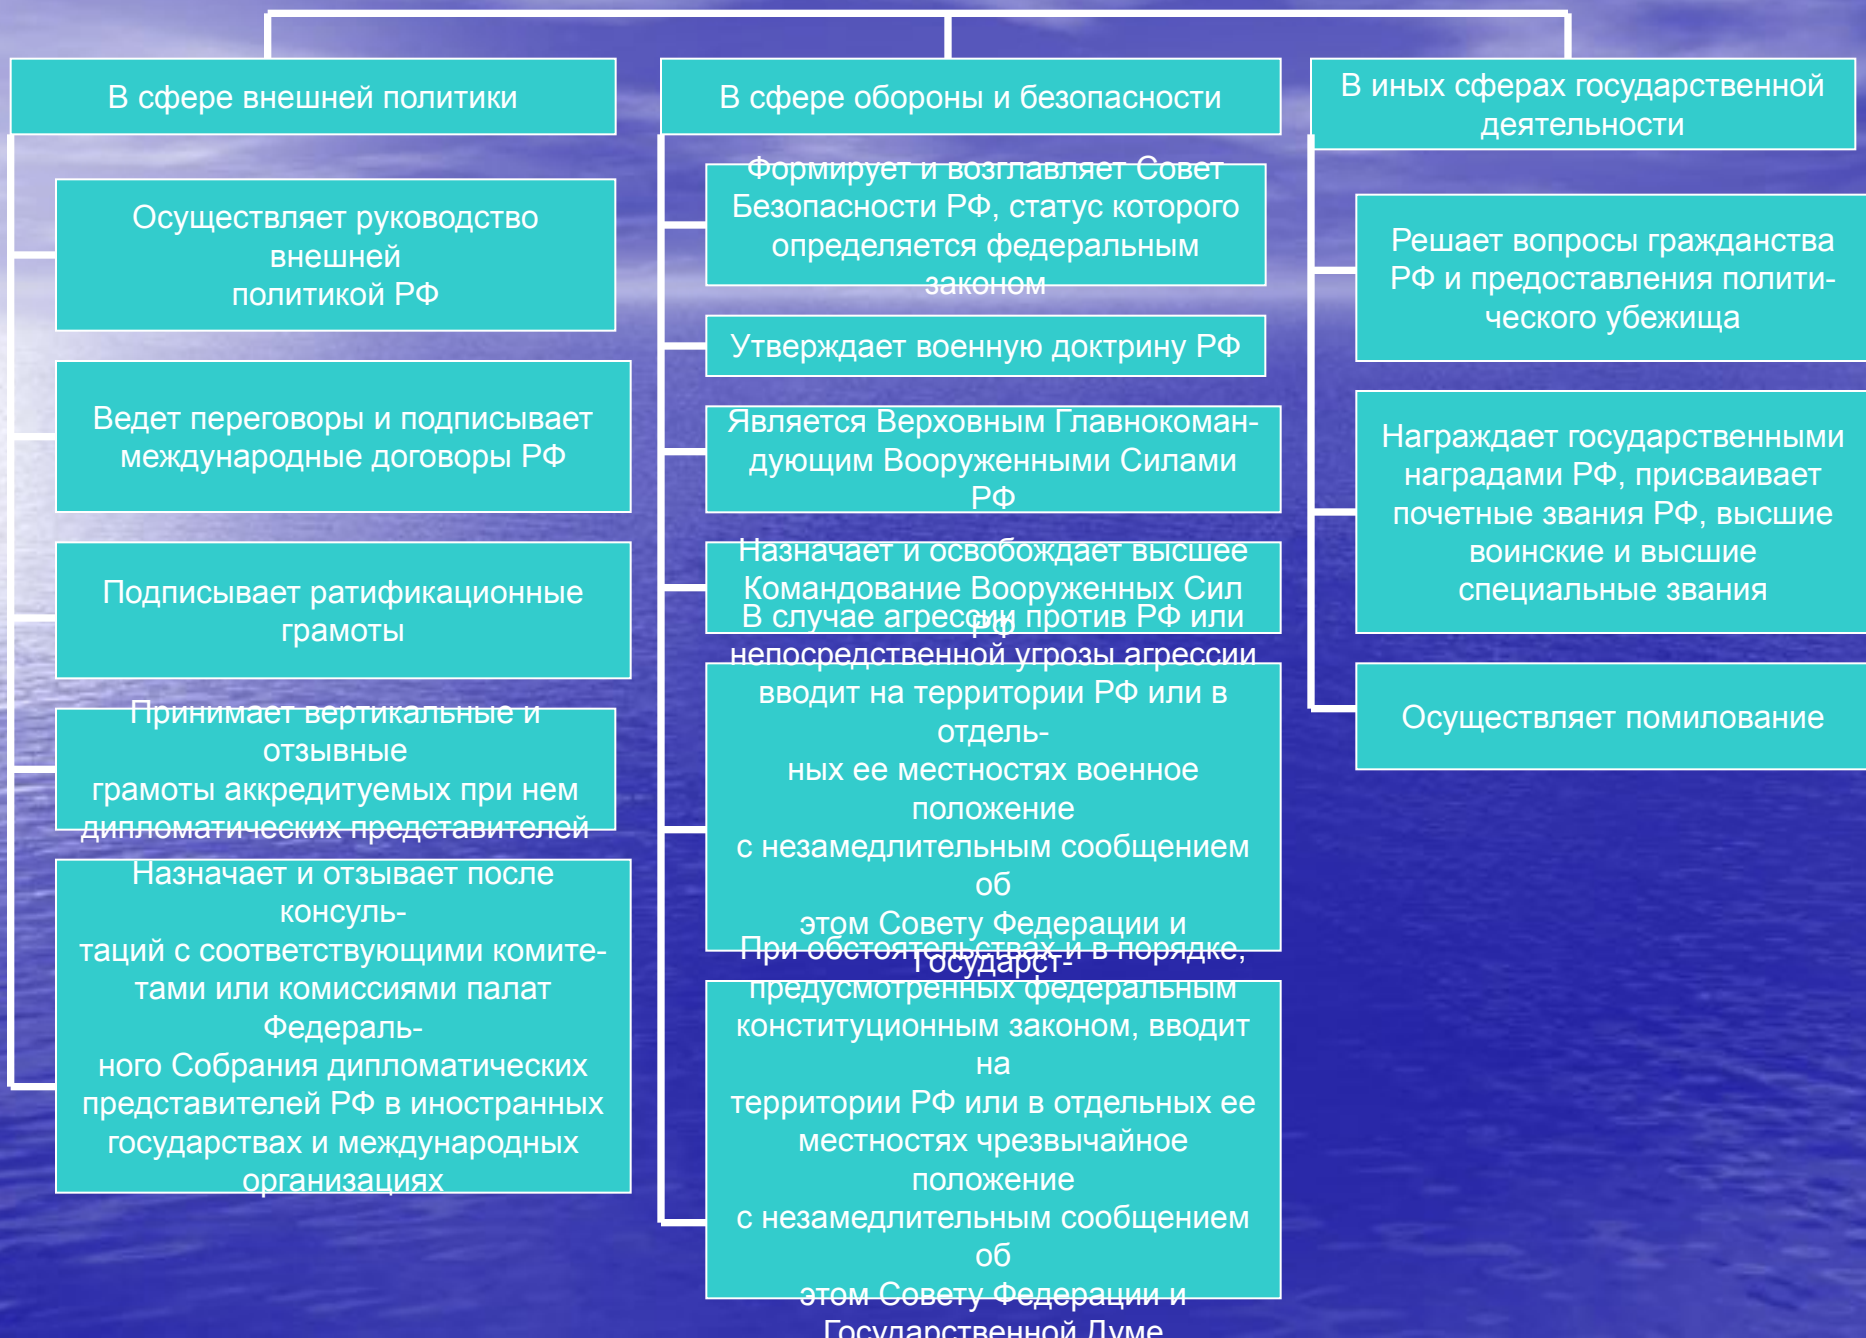 В сфере внешней политики
Осуществляет руководство
внешней
политикой РФ
Ведет переговоры и подписывает
международные договоры РФ
Подписывает ратификационные
грамоты
Принимает вертикальные и
отзывные
грамоты аккредитуемых при нем
дипломатических представителей
Назначает и отзывает после
консуль-
таций с соответствующими комите-
тами или комиссиями палат
Федераль-
ного Собрания дипломатических
представителей РФ в иностранных
государствах и международных
организациях
В сфере обороны и безопасности
Формирует и возглавляет Совет
Безопасности РФ, статус которого
определяется федеральным
законом
Утверждает военную доктрину РФ
Является Верховным Главнокоман-
дующим Вооруженными Силами
РФ
Назначает и освобождает высшее
Командование Вооруженных Сил
РФ
В случае агрессии против РФ или
непосредственной угрозы агрессии
вводит на территории РФ или в
отдель-
ных ее местностях военное
положение
с незамедлительным сообщением
об
этом Совету Федерации и
Государст-
При обстоятельствах и в порядке,
предусмотренных федеральным
конституционным законом, вводит
на
территории РФ или в отдельных ее
местностях чрезвычайное
положение
с незамедлительным сообщением
об
этом Совету Федерации и
Государственной Думе
В иных сферах государственной
деятельности
Решает вопросы гражданства
РФ и предоставления полити-
ческого убежища
Награждает государственными
наградами РФ, присваивает
почетные звания РФ, высшие
воинские и высшие
специальные звания
Осуществляет помилование